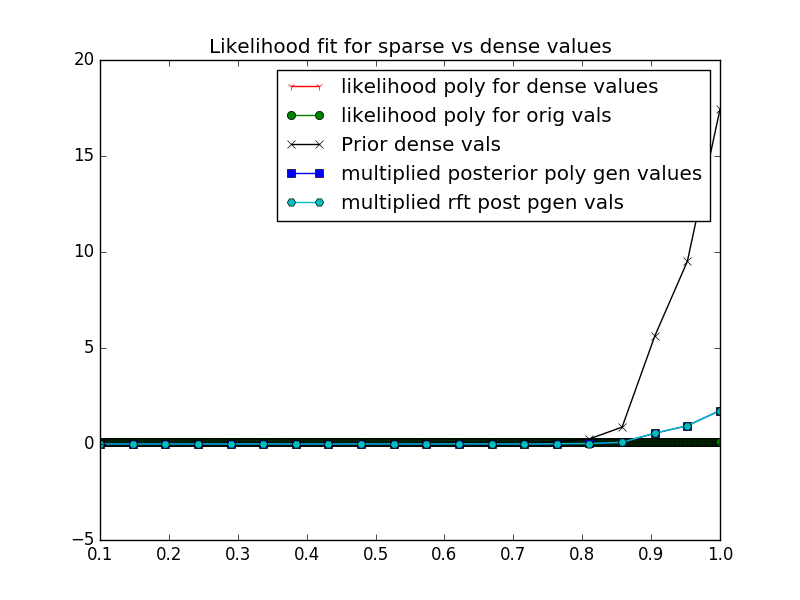 Likelihood fit for sparse vs dense values
20
15
10
5
0
−5
likelihood poly for dense values
likelihood poly for orig vals
Prior dense vals
multiplied posterior poly gen values
multiplied rft post pgen vals
0.1 0.2 0.3 0.4 0.5 0.6 0.7 0.8 0.9 1.0